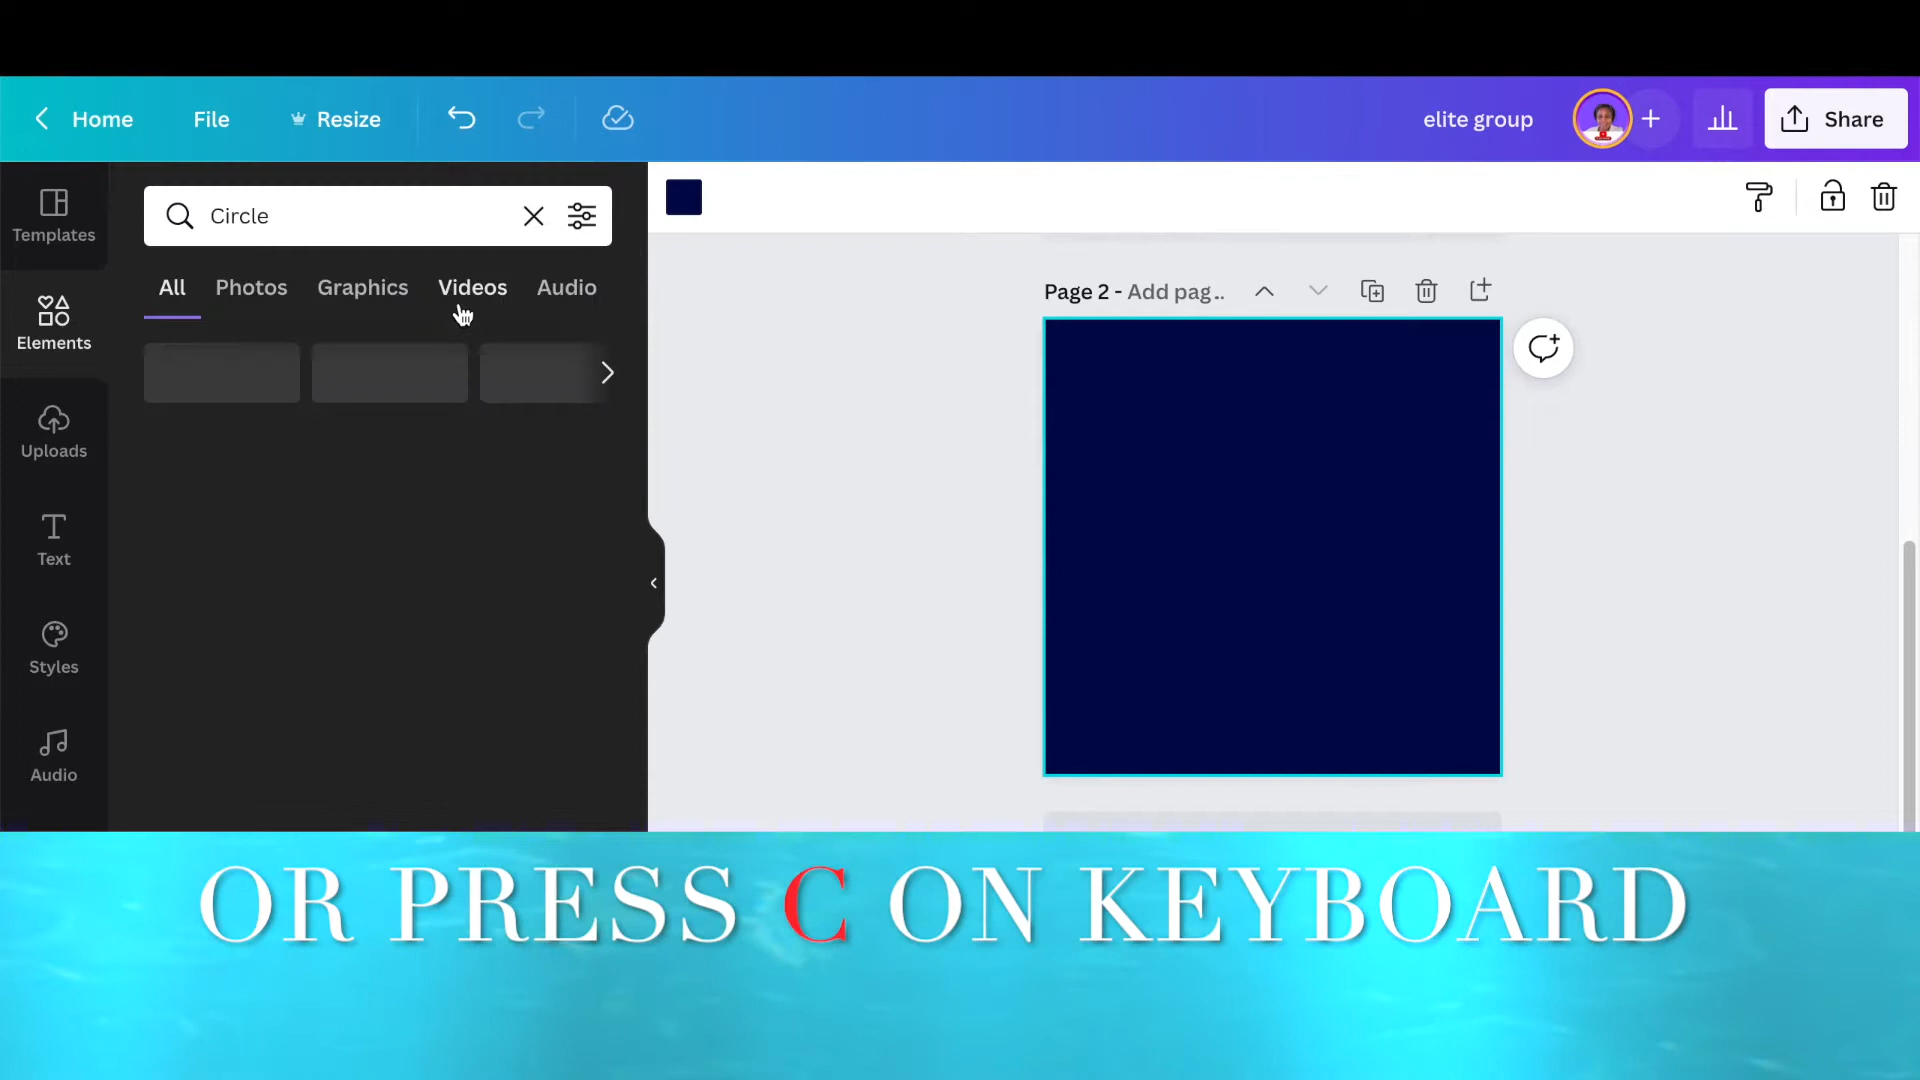 Home File Resize elite group Share
Templates
Circle
All Photos Graphics Videos Audio
Page 2 - Add pag..
Elements
Uploads
Text
Styles
Audio
OR PRESS C ON KEYBOARD